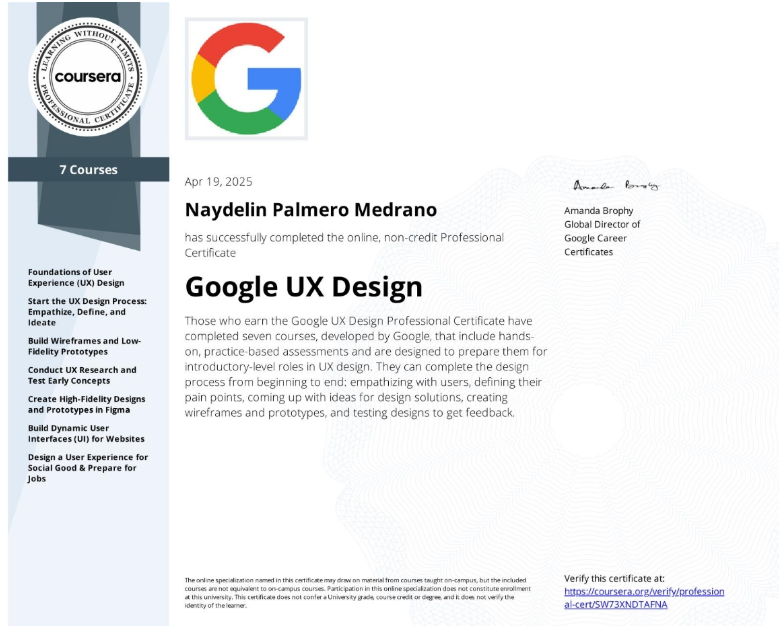 LEARNING WITHOUT LIMITS
coursera
PROFESSIONAL CERTIFICATE
7 Courses
Foundations of User
Experience (UX) Design
Start the UX Design Process:
Empathize, Define, and
Ideate
Build Wireframes and Low-
Fidelity Prototypes
Conduct UX Research and
Test Early Concepts
Create High-Fidelity Designs
and Prototypes in Figma
Build Dynamic User
Interfaces (UI) for Websites
Design a User Experience for
Social Good & Prepare for
Jobs
Apr 19, 2025
Naydelin Palmero Medrano
has successfully completed the online, non-credit Professional
Certificate
Google UX Design
Those who earn the Google UX Design Professional Certificate have
completed seven courses, developed by Google, that include hands-
on, practice-based assessments and are designed to prepare them for
introductory-level roles in UX design. They can complete the design
process from beginning to end: empathizing with users, defining their
pain points, coming up with ideas for design solutions, creating
wireframes and prototypes, and testing designs to get feedback.
Amanda Brophy
Amanda Brophy
Global Director of
Google Career
Certificates
The online specialization named in this certificate may draw on material from courses taught on-campus, but the included
courses are not equivalent to on-campus courses. Participation in this online specialization does not constitute enrollment
at this university. This certificate does not confer a University grade, course credit or degree, and it does not verify the
identity of the learner.
Verify this certificate at:
https://coursera.org/verify/profession
al-cert/SW73XNDTAFNA